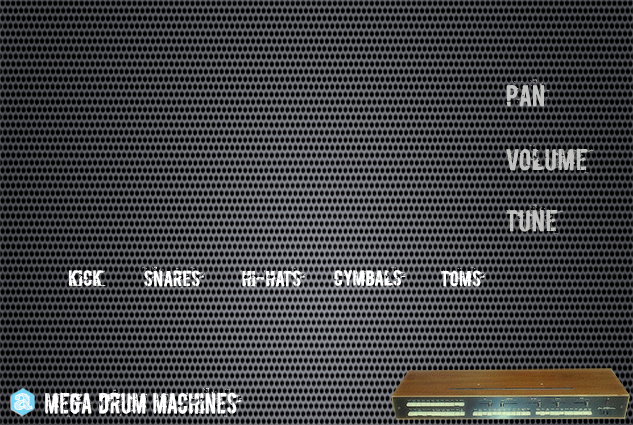 PAN
VOLUME
TUNE
KICK SNARES HI-HATS CYMBALS TOMS
MEGA DRUM MACHINES